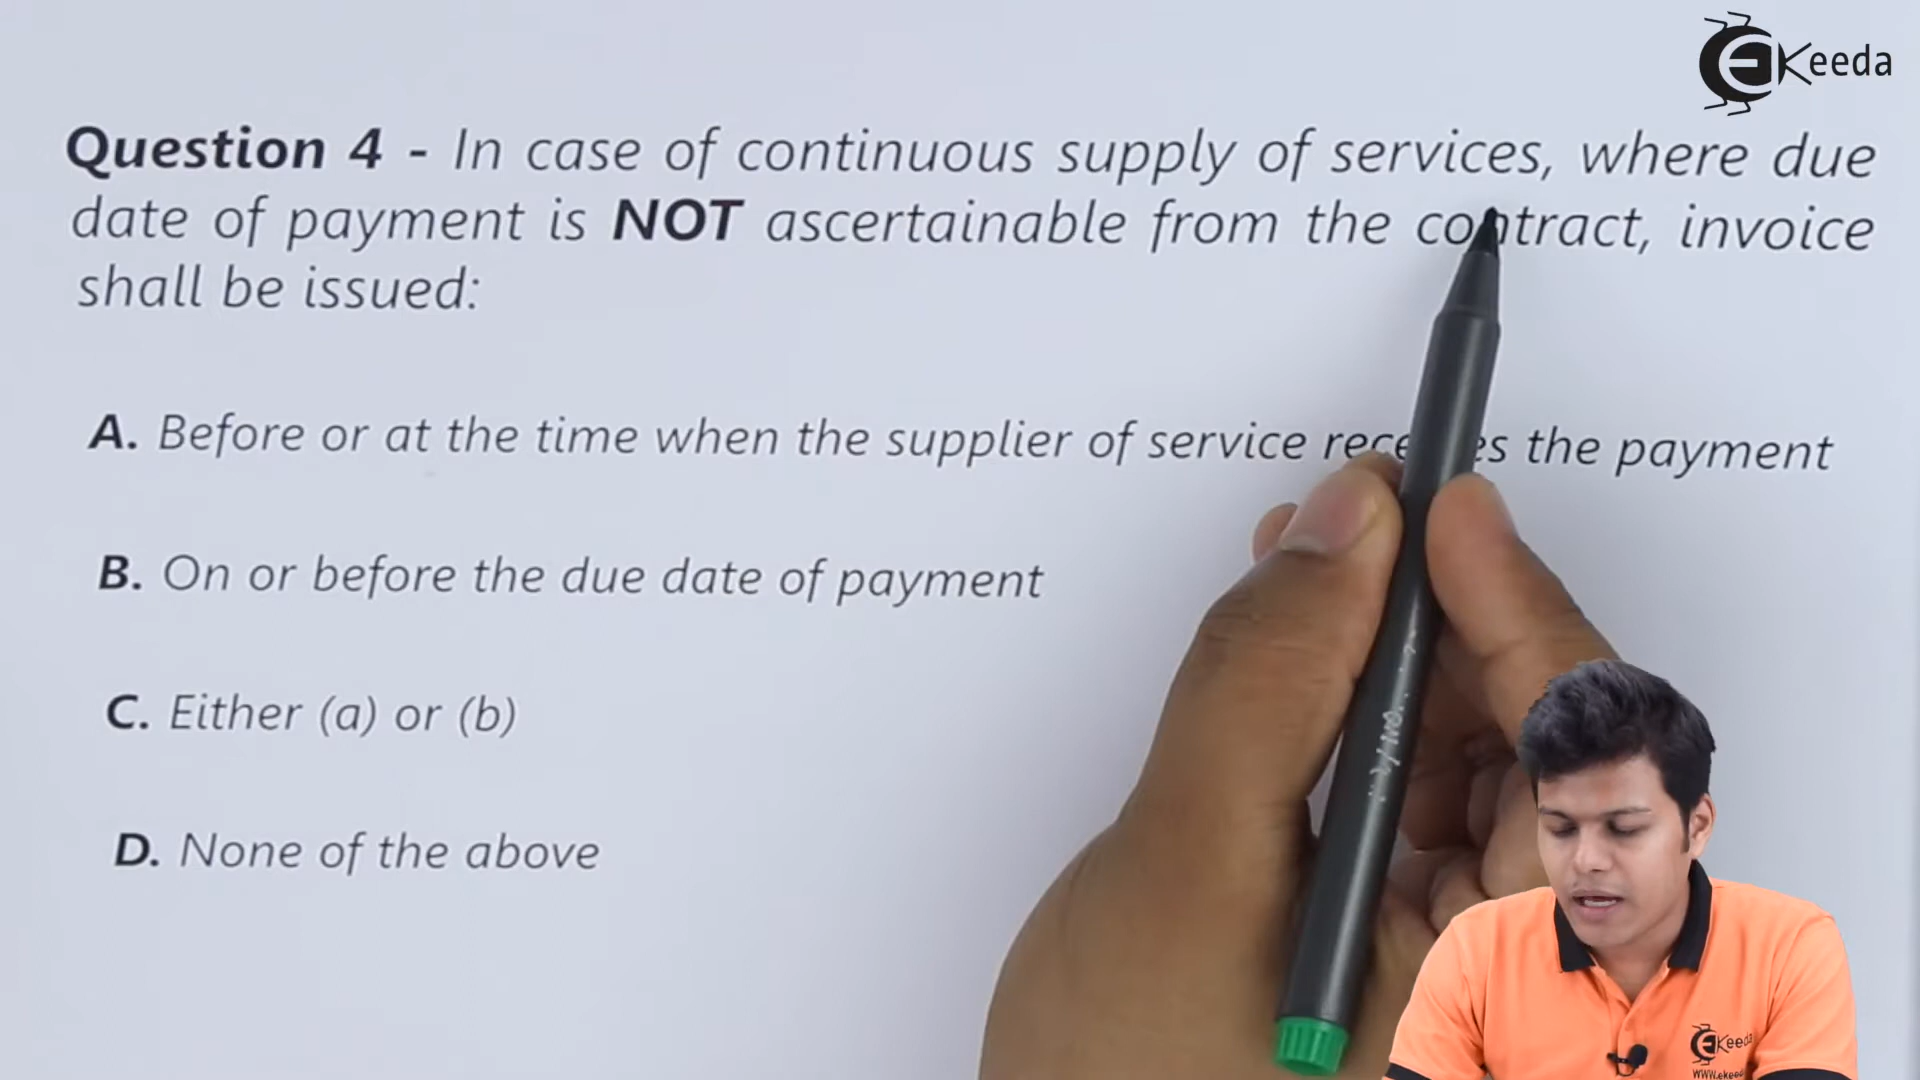 Keeda
Question 4 - In case of continuous supply of services, where due
date of payment is NOT ascertainable from the contract, invoice
shall be issued:
A. Before or at the time when the supplier of service receives the payment
B. On or before the due date of payment
C. Either (a) or (b)
D. None of the above
Keeda